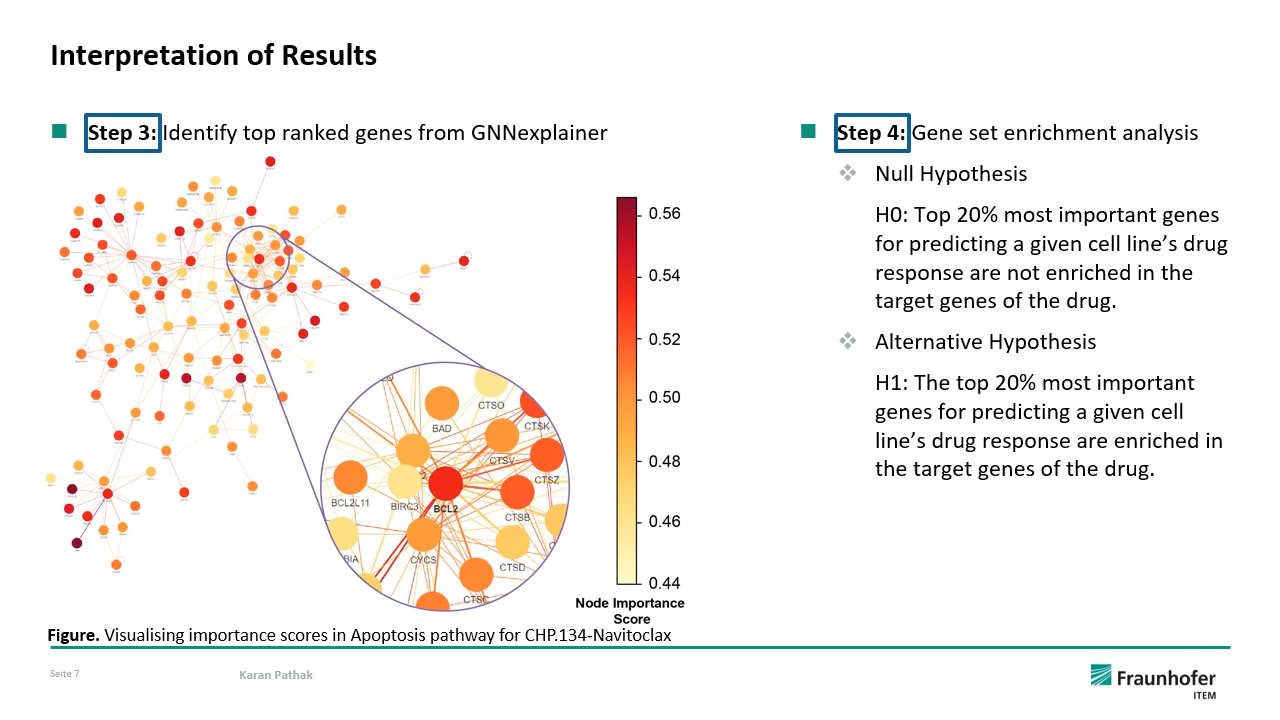 Interpretation of Results
Step 3: Identify top ranked genes from GNNexplainer
0.56
0.54
0.52
0.50
0.48
0.46
0.44
CTSO
BAD
CTSK
CTSV
CTSZ
BCL2L11
BIRC3
BCL2
CTSB
BIA
CYCS
CTSD
CTSC
Node Importance
Score
Figure. Visualising importance scores in Apoptosis pathway for CHP.134-Navitoclax
Step 4: Gene set enrichment analysis
Null Hypothesis
H0: Top 20% most important genes
for predicting a given cell line’s drug
response are not enriched in the
target genes of the drug.
Alternative Hypothesis
H1: The top 20% most important
genes for predicting a given cell
line’s drug response are enriched in
the target genes of the drug.
Seite 7
Karan Pathak
Fraunhofer
ITEM